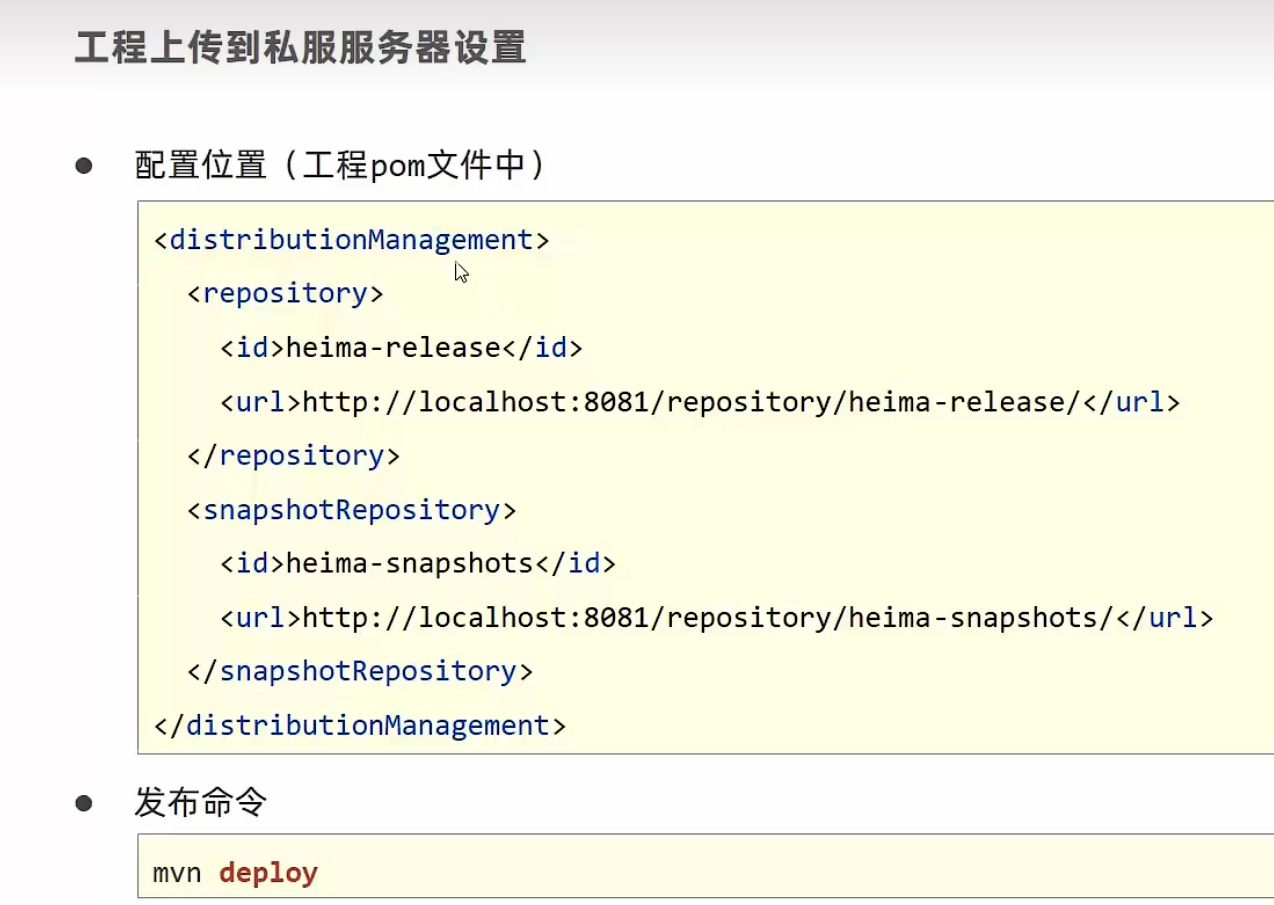 工程上传到私服服务器设置
配置位置（工程pom文件中）
<distributionManagement>
<repository>
<id>heima-release</id>
<url>http://localhost:8081/repository/heima-release/</url>
</repository>
<snapshotRepository>
<id>heima-snapshots</id>
<url>http://localhost:8081/repository/heima-snapshots/</url>
</snapshotRepository>
</distributionManagement>
发布命令
mvn deploy